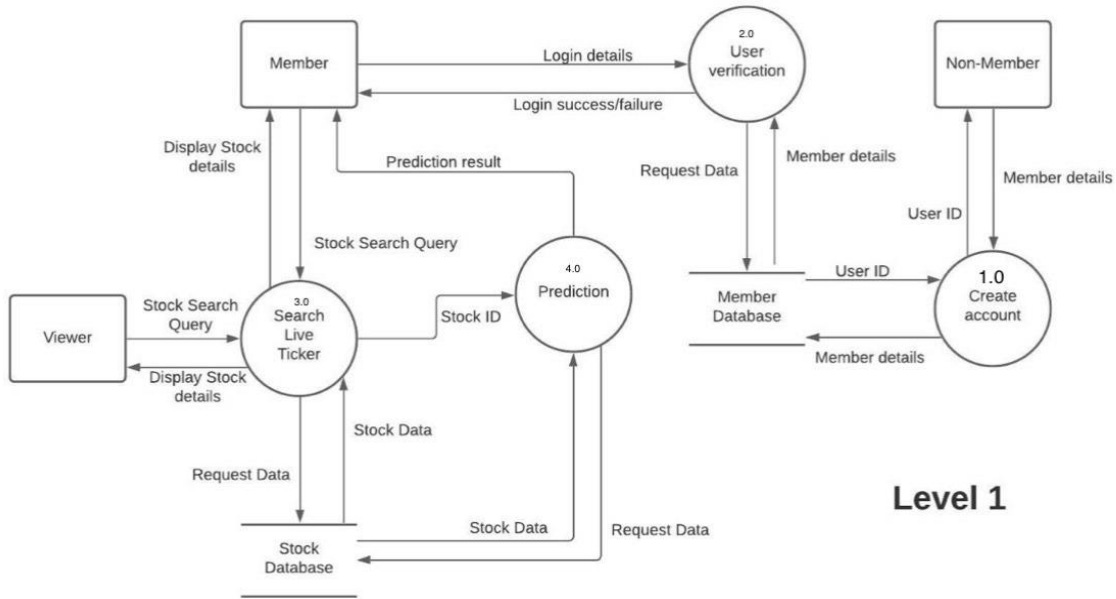 2.0
User
verification
Member
Non-Member
Login details
Login success/failure
Display Stock
details
Prediction result
Request Data
Member details
Member details
User ID
Stock Search Query
4.0
Prediction
User ID
1.0
Create
account
Member
Database
Member details
Stock Search
Query
3.0
Search
Live
Ticker
Stock ID
Viewer
Display Stock
details
Stock Data
Request Data
Level 1
Stock Data
Request Data
Stock
Database